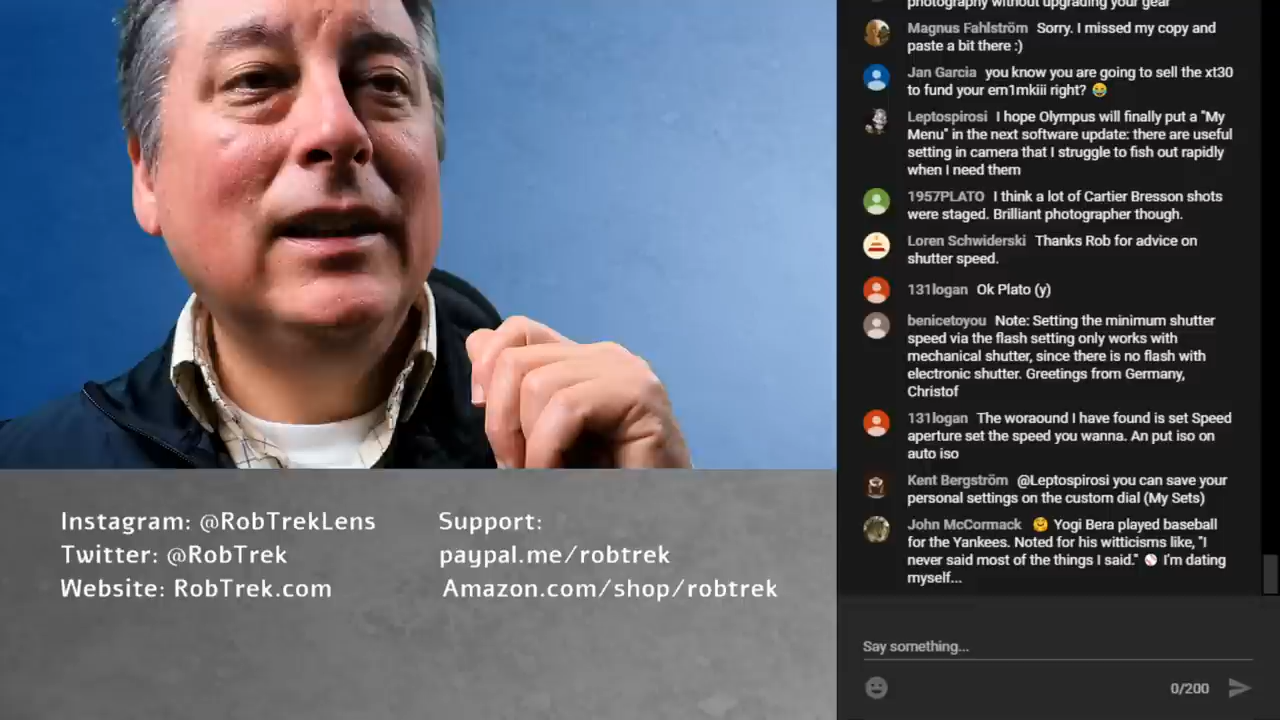 photography without upgrading your gear
Magnus Fahlström Sorry. I missed my copy and
paste a bit there :)
Jan Garcia you know you are going to sell the xt30
to fund your em1mkiii right? 😂
Leptospirosi I hope Olympus will finally put a "My
Menu" in the next software update: there are useful
setting in camera that I struggle to fish out rapidly
when I need them
1957PLATO I think a lot of Cartier Bresson shots
were staged. Brilliant photographer though.
Loren Schwiderski Thanks Rob for advice on
shutter speed.
131logan Ok Plato (y)
benicetoyou Note: Setting the minimum shutter
speed via the flash setting only works with
mechanical shutter, since there is no flash with
electronic shutter. Greetings from Germany,
Christof
131logan The woraound I have found is set Speed
aperture set the speed you wanna. An put iso on
auto iso
Kent Bergström @Leptospirosi you can save your
personal settings on the custom dial (My Sets)
John McCormack 🤗 Yogi Bera played baseball
for the Yankees. Noted for his witticisms like, "I
never said most of the things I said." ⚾ I'm dating
myself...
Say something...
0/200
Instagram: @RobTrekLens
Twitter: @RobTrek
Website: RobTrek.com
Support:
paypal.me/robtrek
Amazon.com/shop/robtrek